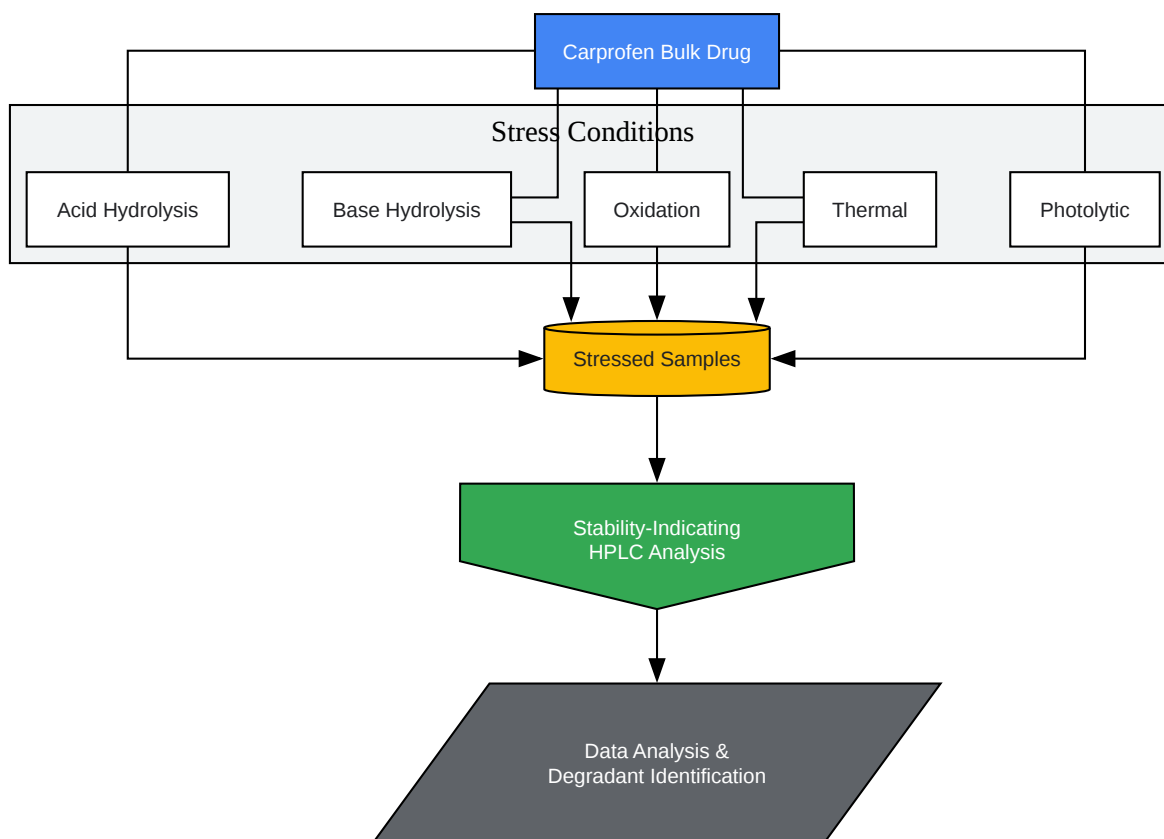 Carprofen Bulk Drug
Stress Conditions
Acid Hydrolysis
Base Hydrolysis
Oxidation
Thermal
Photolytic
Stressed Samples
Stability-Indicating
HPLC Analysis
Data Analysis &
Degradant Identification